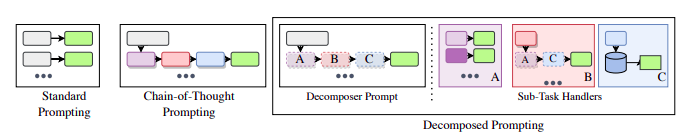 A
B
C
A
A
C
B
C
Standard
Prompting
Chain-of-Thought
Prompting
Decomposer Prompt
Sub-Task Handlers
Decomposed Prompting